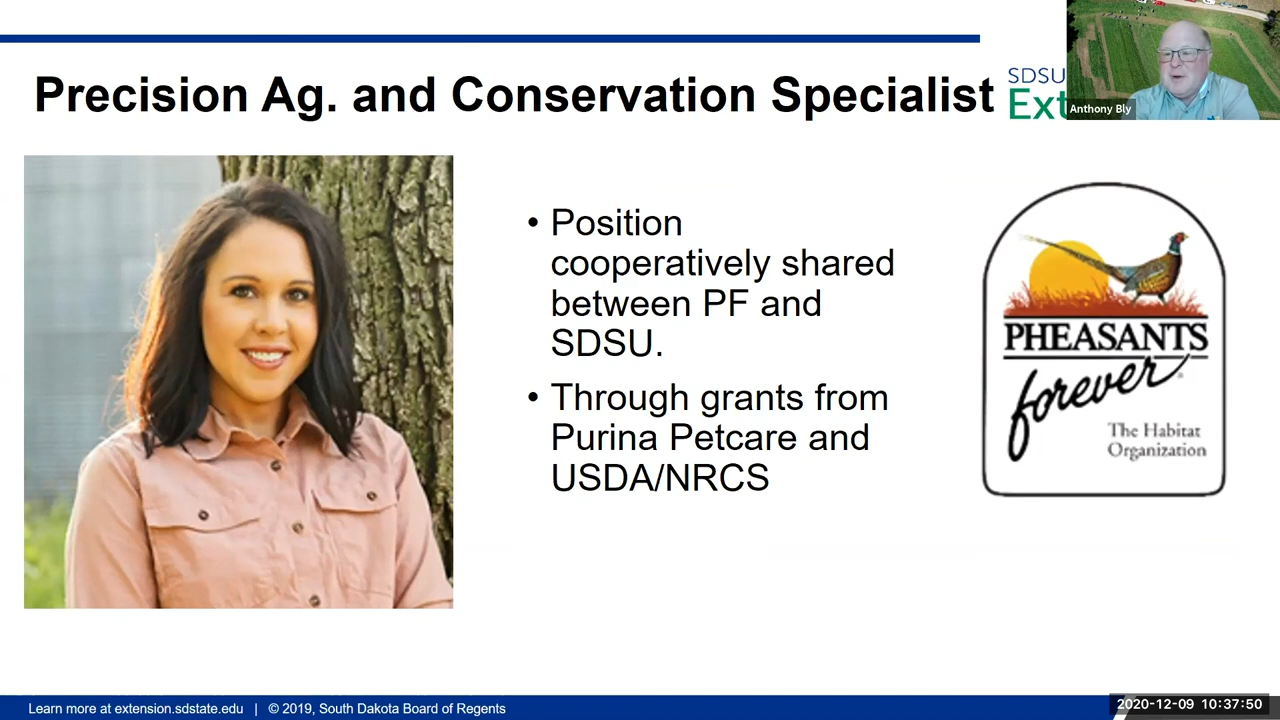 Precision Ag. and Conservation Specialist
SDSU
Ext
Anthony Bly
• Position
cooperatively shared
between PF and
SDSU.
• Through grants from
Purina Petcare and
USDA/NRCS
PHEASANTS
forever
The Habitat
Organization
Learn more at extension.sdstate.edu | © 2019, South Dakota Board of Regents
2020-12-09 10:37:50